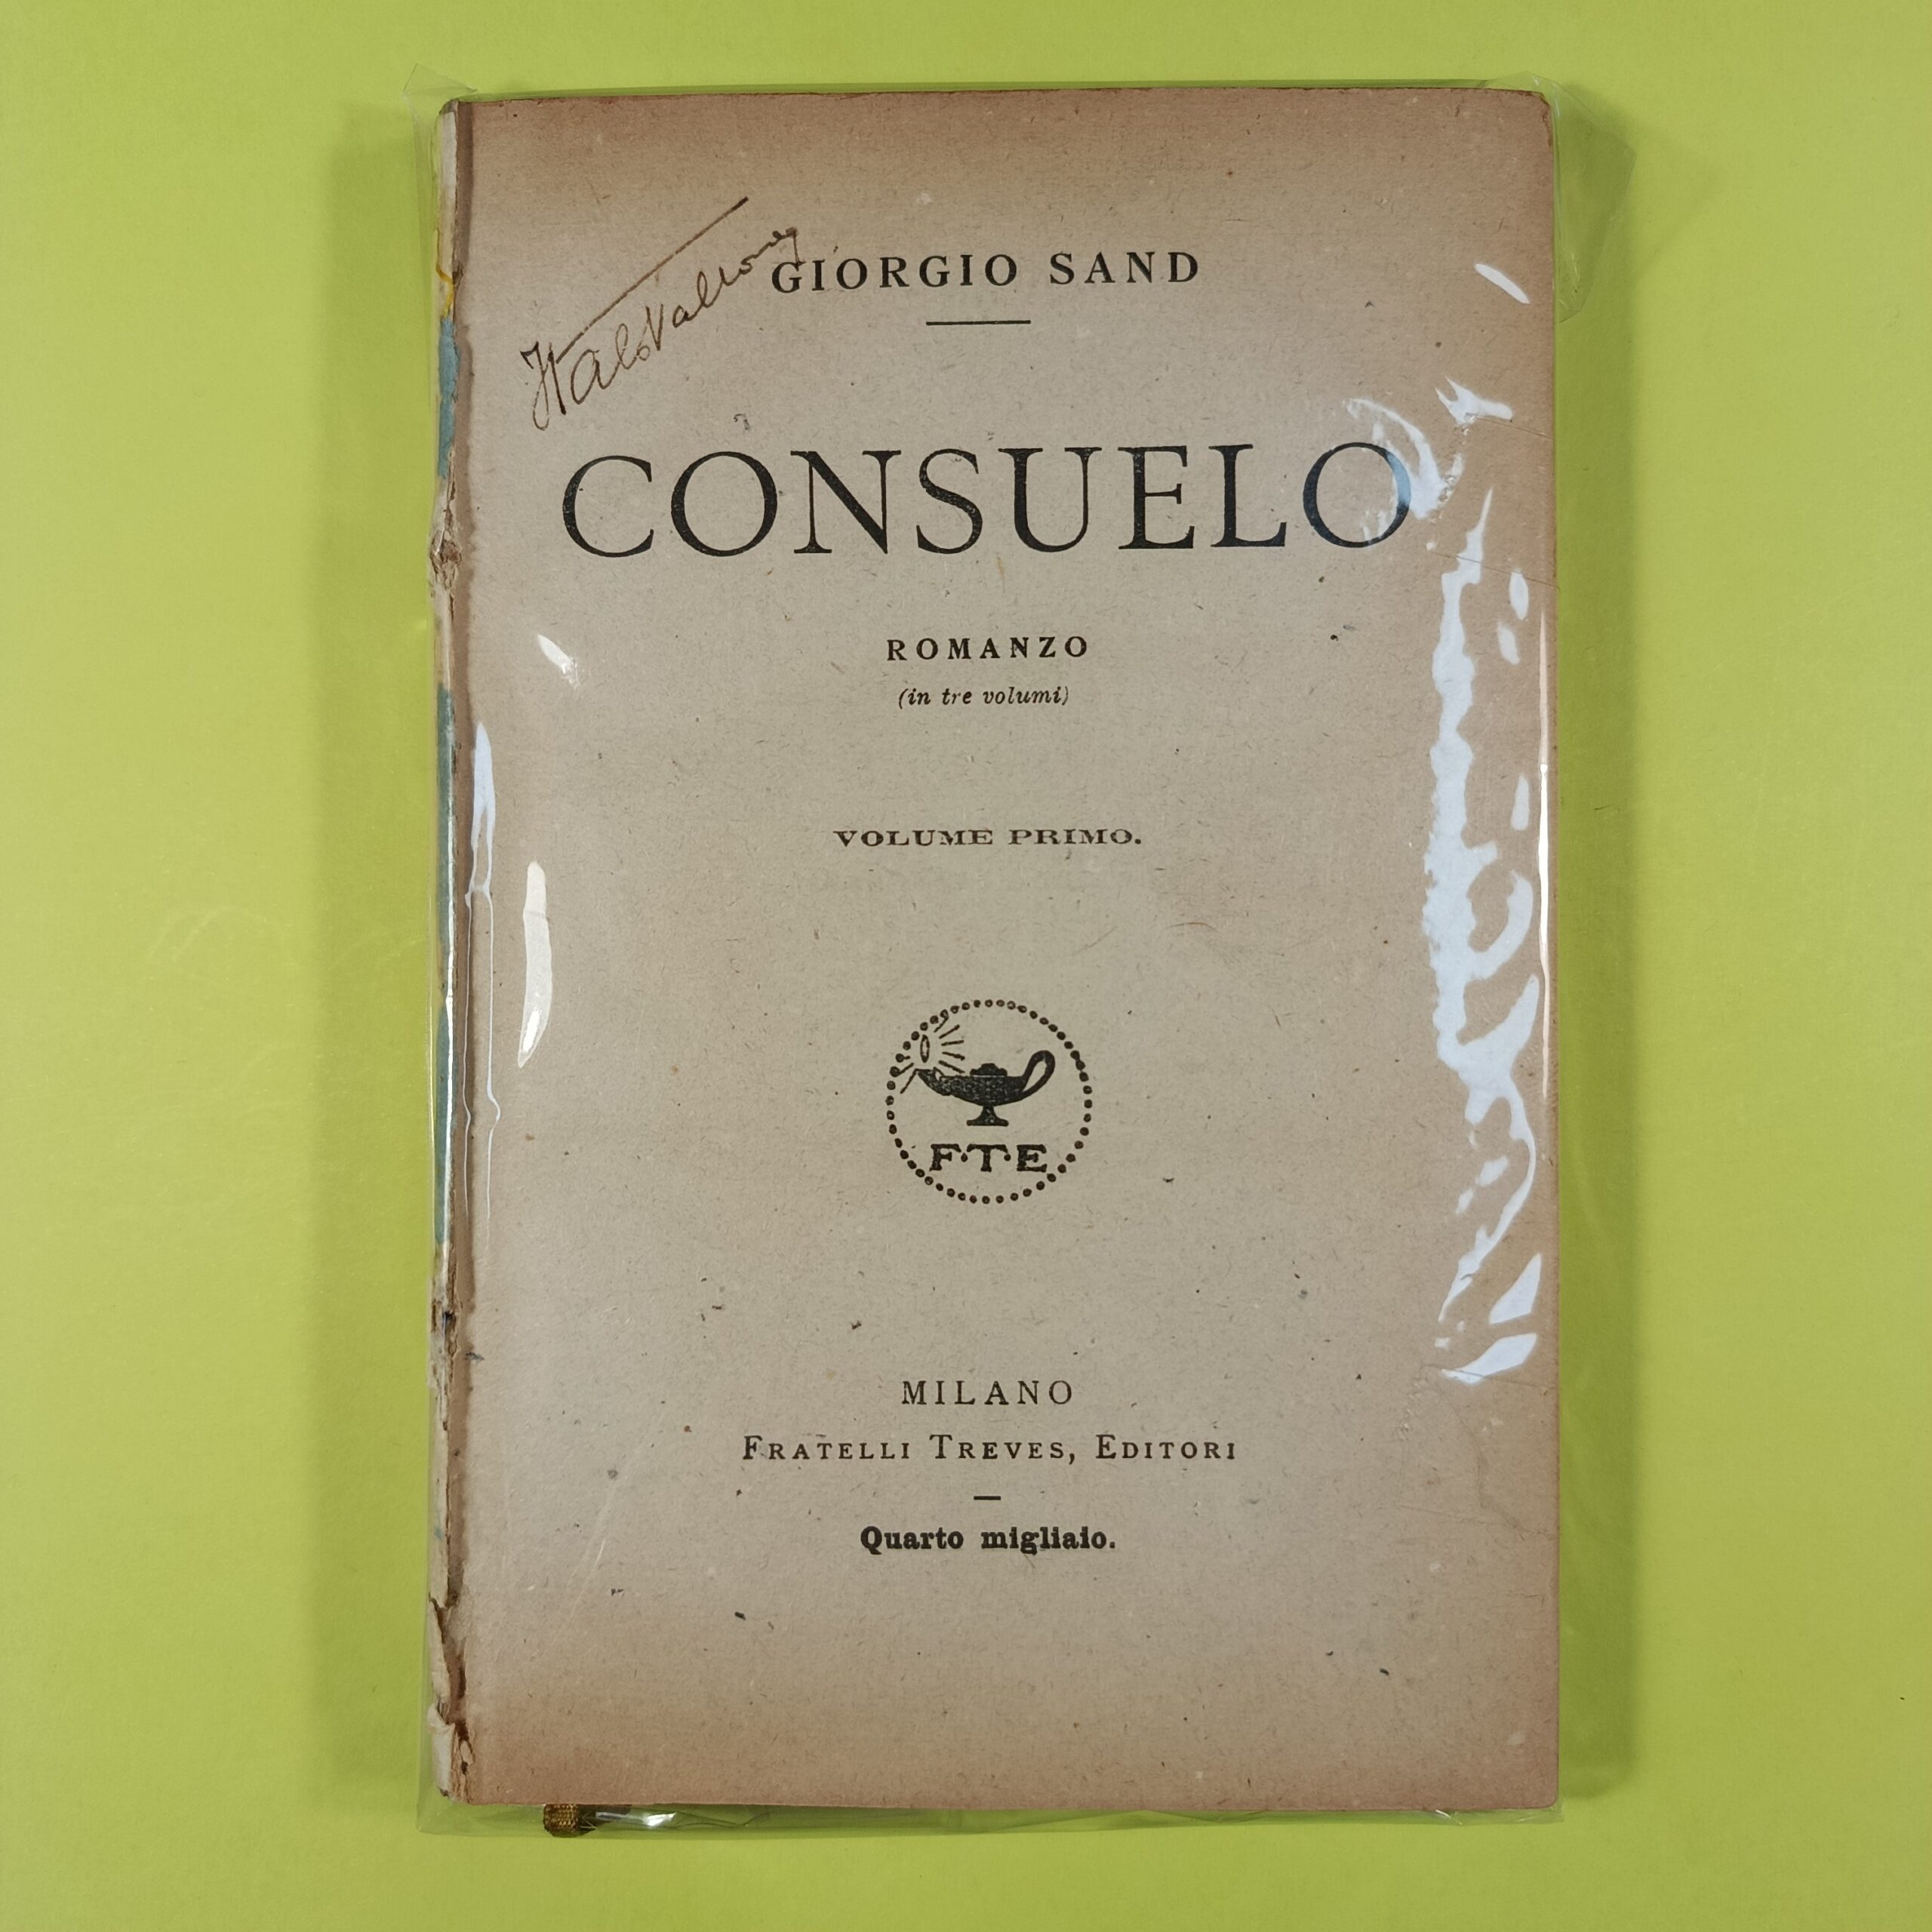 GIORGIO SAND
CONSUELO
ROMANZO
(in tre volumi)
VOLUME PRIMO.
F·T·E
MILANO
FRATELLI TREVES, EDITORI
Quarto migliaio.